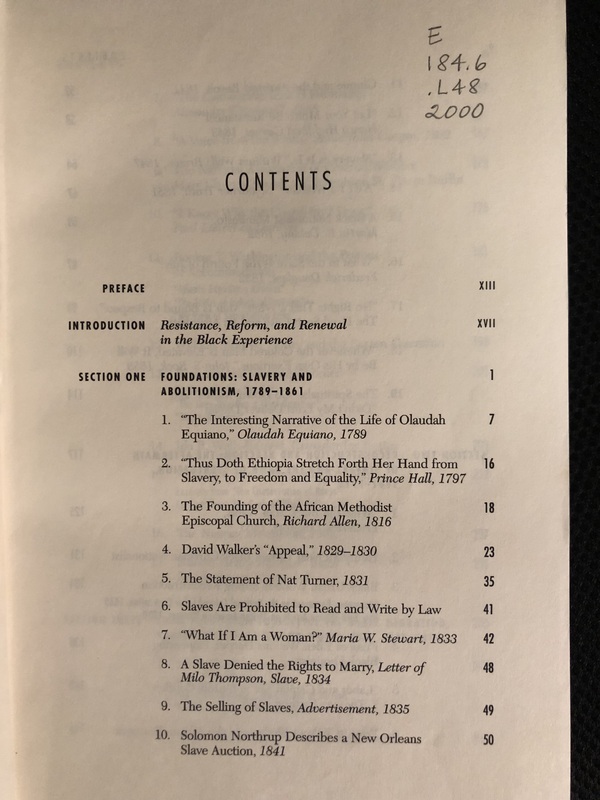 E
184.6
.L48
2000
CONTENTS
PREFACE XIII
INTRODUCTION Resistance, Reform, and Renewal XVII
in the Black Experience
SECTION ONE FOUNDATIONS: SLAVERY AND 1
ABOLITIONISM, 1789–1861
1. "The Interesting Narrative of the Life of Olaudah 7
Equiano," Olaudah Equiano, 1789
2. "Thus Doth Ethiopia Stretch Forth Her Hand from 16
Slavery, to Freedom and Equality," Prince Hall, 1797
3. The Founding of the African Methodist 18
Episcopal Church, Richard Allen, 1816
4. David Walker's "Appeal," 1829–1830 23
5. The Statement of Nat Turner, 1831 35
6. Slaves Are Prohibited to Read and Write by Law 41
7. "What If I Am a Woman?" Maria W. Stewart, 1833 42
8. A Slave Denied the Rights to Marry, Letter of 48
Milo Thompson, Slave, 1834
9. The Selling of Slaves, Advertisement, 1835 49
10. Solomon Northrup Describes a New Orleans 50
Slave Auction, 1841